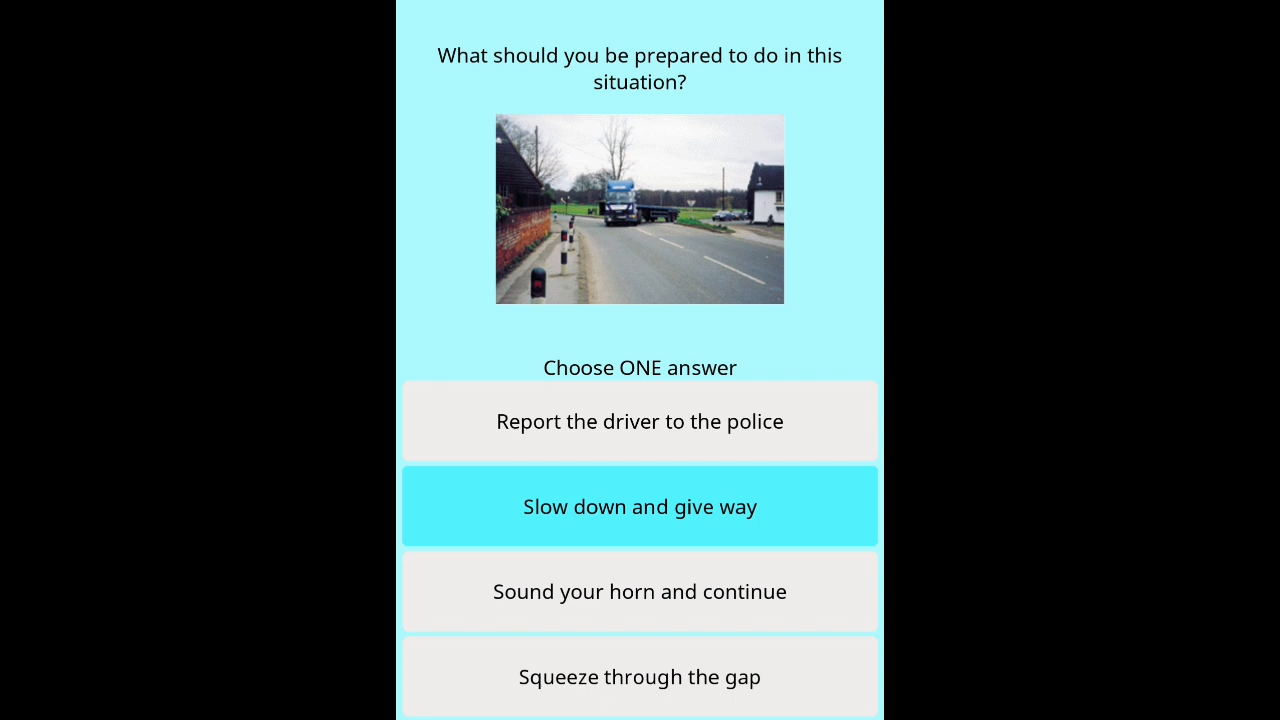 What should you be prepared to do in this
situation?
Choose ONE answer
Report the driver to the police
Slow down and give way
Sound your horn and continue
Squeeze through the gap